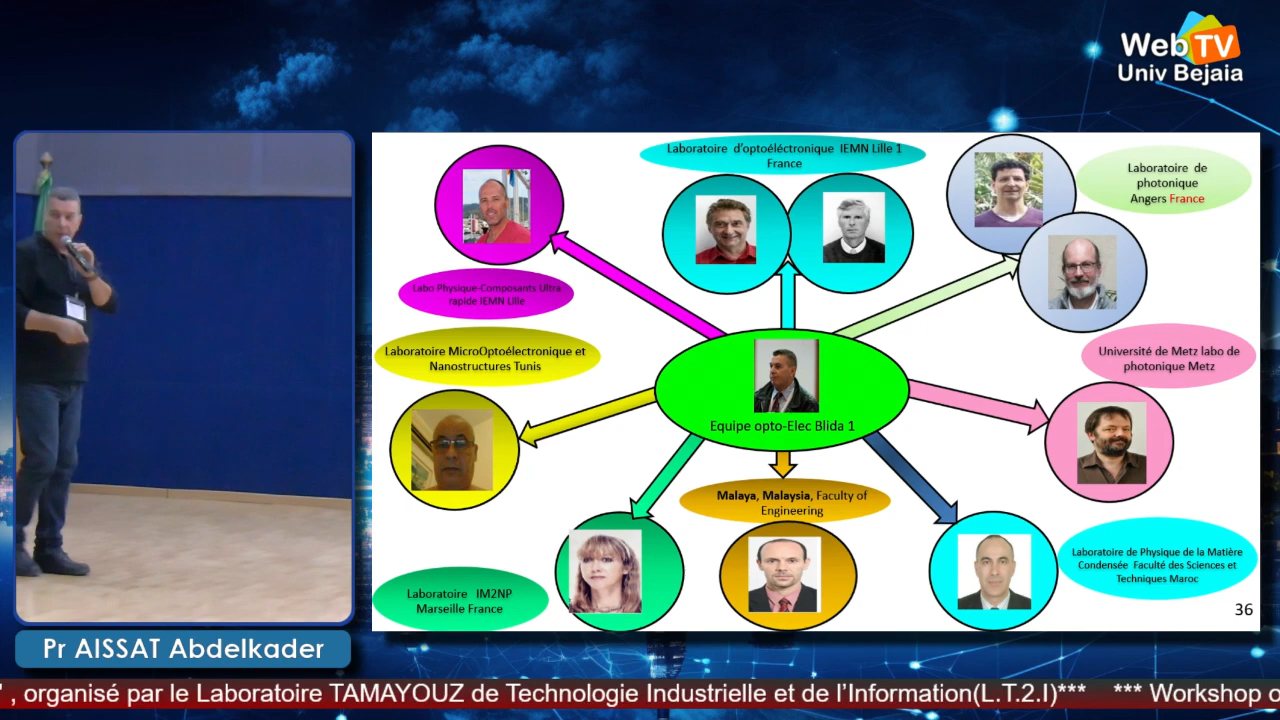 Web TV
Univ Bejaia
Laboratoire d'optoéléctronique IEMN Lille 1
France
Laboratoire de
photonique
Angers France
Labo Physique-Composants Ultra
rapide IEMN Lille
Laboratoire MicroOptoélectronique et
Nanostructures Tunis
Université de Metz labo de
photonique Metz
Equipe opto-Elec Blida 1
Malaya, Malaysia, Faculty of
Engineering
Laboratoire de Physique de la Matière
Condensée Faculté des Sciences et
Techniques Maroc
Laboratoire IM2NP
Marseille France
36
Pr AISSAT Abdelkader
" , organisé par le Laboratoire TAMAYOUZ de Technologie Industrielle et de l'Information(L.T.2.I)*** *** Workshop o